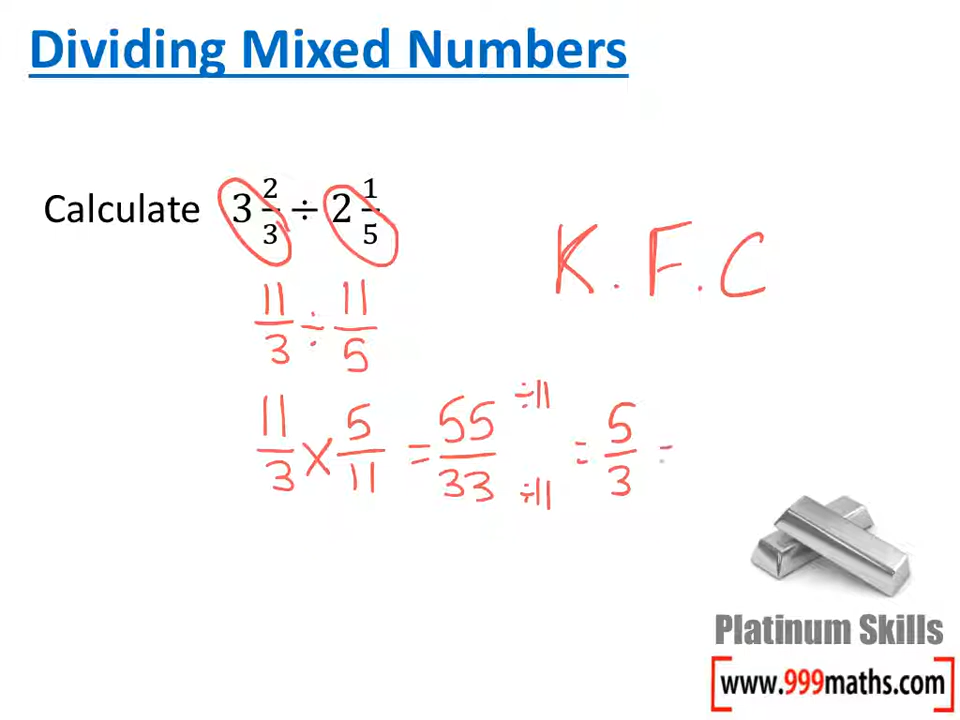 Dividing Mixed Numbers
Calculate 3 2/3 ÷ 2 1/5
K.F.C
11/3 ÷ 11/5
11/3 × 5/11 = 55/33 ÷11 ÷11 = 5/3 =
Platinum Skills
www.999maths.com